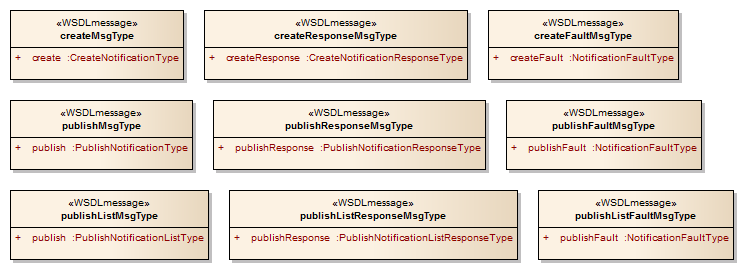 «WSDLmessage» «WSDLmessage» «WSDLmessage»
createMsgType createResponseMsgType createFaultMsgType
+ create :CreateNotificationType + createResponse :CreateNotificationResponseType + createFault :NotificationFaultType
«WSDLmessage» «WSDLmessage» «WSDLmessage»
publishMsgType publishResponseMsgType publishFaultMsgType
+ publish :PublishNotificationType + publishResponse :PublishNotificationResponseType + publishFault :NotificationFaultType
«WSDLmessage» «WSDLmessage» «WSDLmessage»
publishListMsgType publishListResponseMsgType publishListFaultMsgType
+ publish :PublishNotificationListType + publishResponse :PublishNotificationListResponseType + publishFault :NotificationFaultType